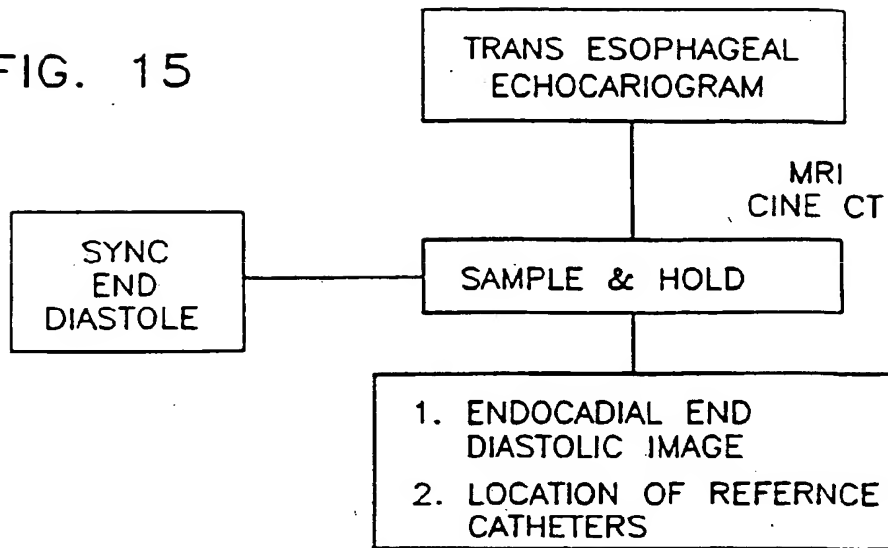 FIG. 15
TRANS ESOPHAGEAL
ECHOCARIOGRAM
MRI
CINE CT
SYNC
END
DIASTOLE
SAMPLE & HOLD
1. ENDOCADIAL END
DIASTOLIC IMAGE
2. LOCATION OF REFERNCE
CATHETERS